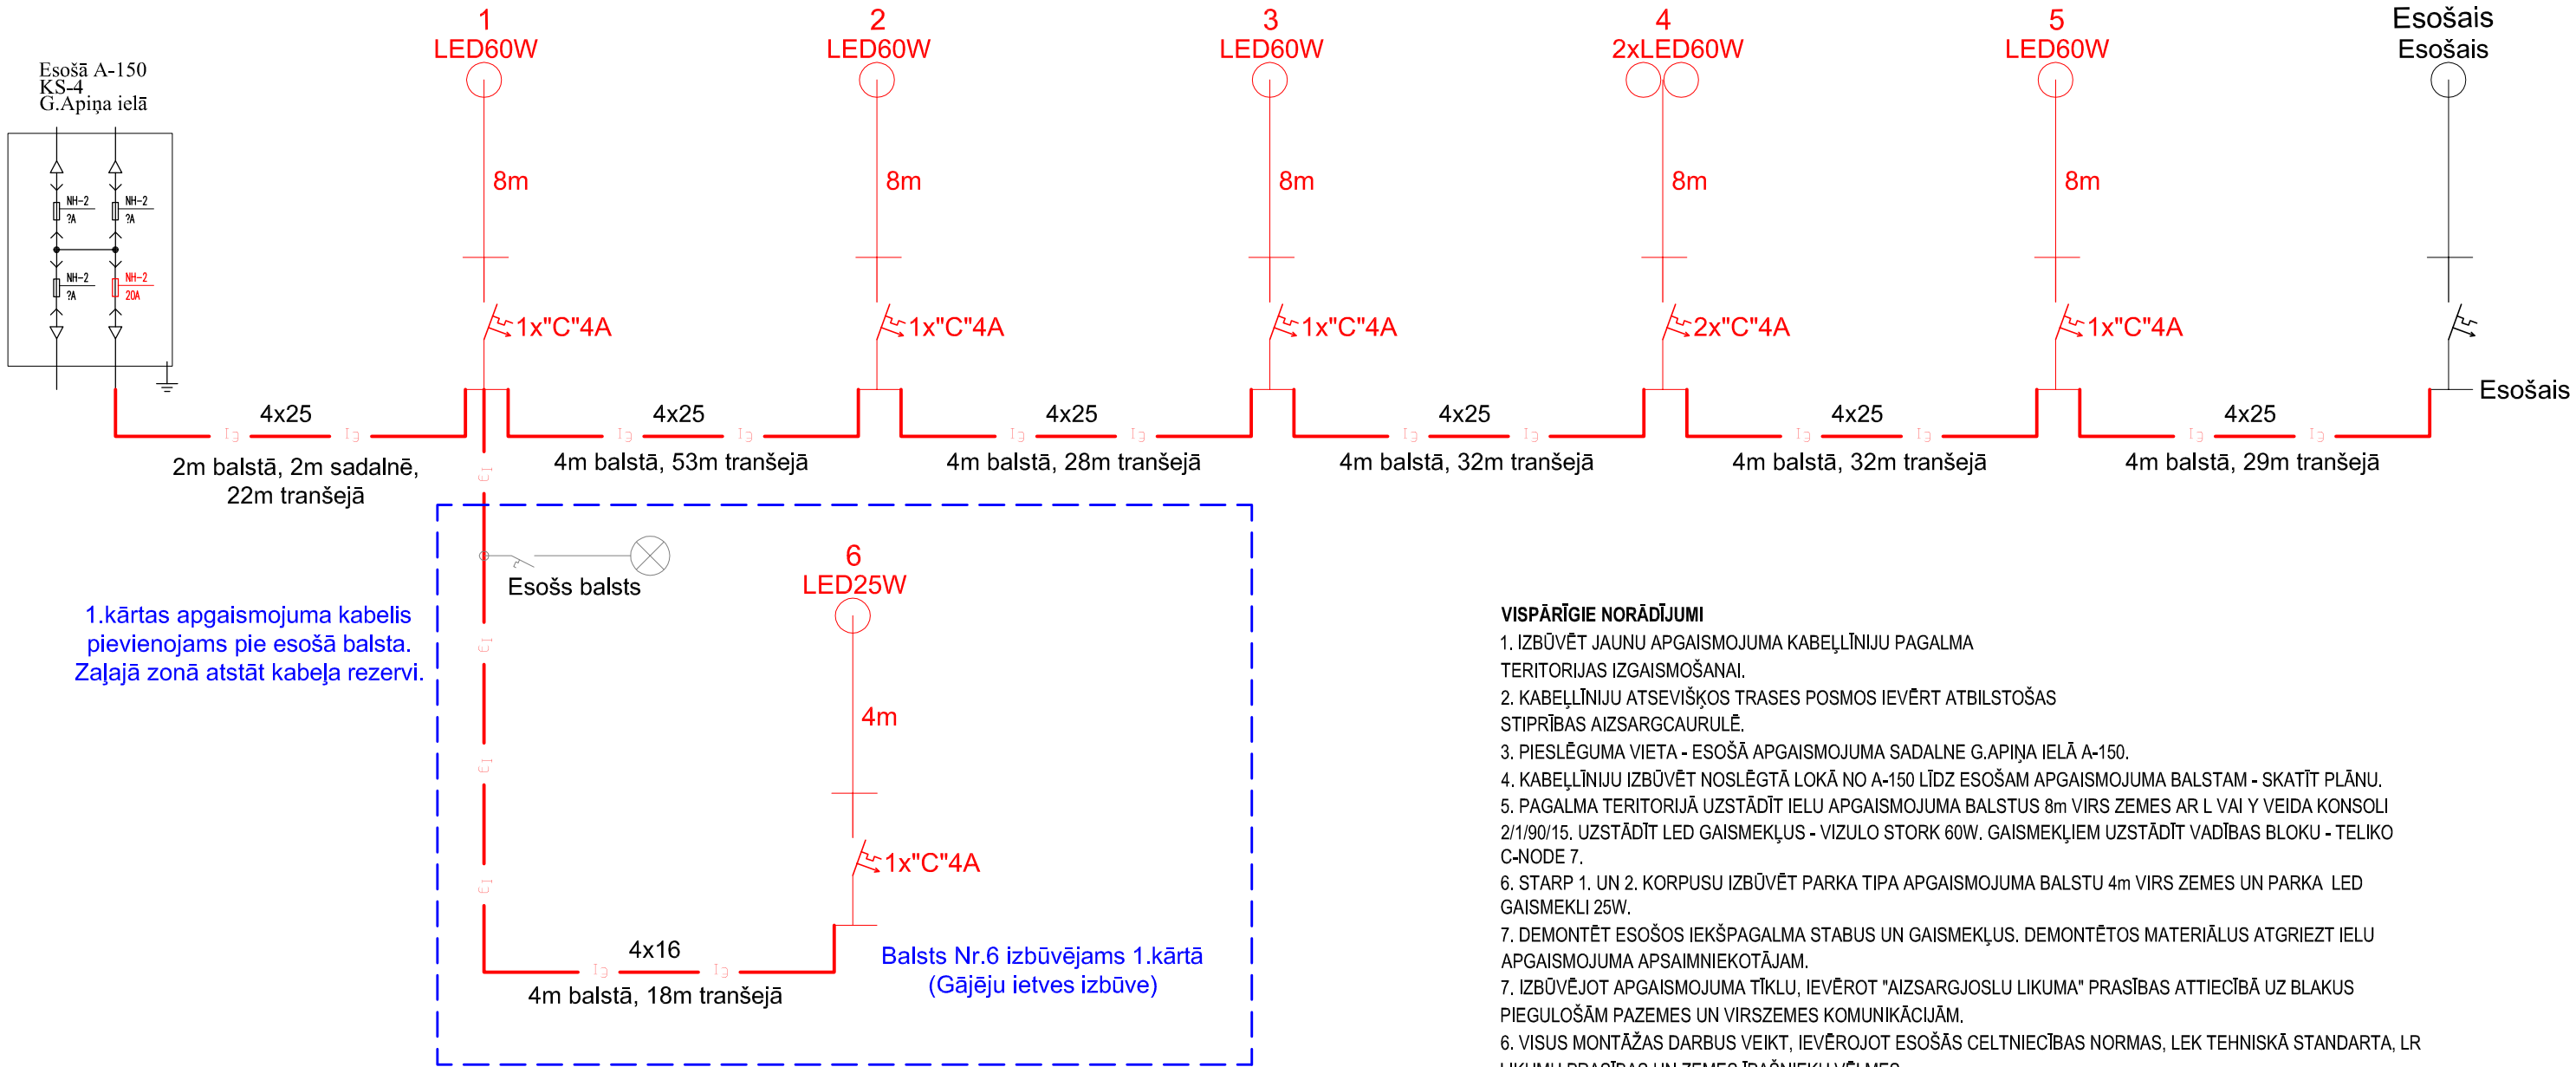 Esošā A-150
KS-4
G.Apiņa ielā
NH-2
?A
NH-2
?A
NH-2
?A
NH-2
20A
1
LED60W
8m
1x"C"4A
2
LED60W
8m
1x"C"4A
3
LED60W
8m
1x"C"4A
4
2xLED60W
8m
2x"C"4A
5
LED60W
8m
1x"C"4A
Esošais
Esošais
Esošais
4x25
2m balstā, 2m sadalnē,
22m tranšejā
4x25
4m balstā, 53m tranšejā
4x25
4m balstā, 28m tranšejā
4x25
4m balstā, 32m tranšejā
4x25
4m balstā, 32m tranšejā
4x25
4m balstā, 29m tranšejā
Esošs balsts
1.kārtas apgaismojuma kabelis
pievienojams pie esošā balsta.
Zaļajā zonā atstāt kabeļa rezervi.
6
LED25W
4m
1x"C"4A
4x16
4m balstā, 18m tranšejā
Balsts Nr.6 izbūvējams 1.kārtā
(Gājēju ietves izbūve)
VISPĀRĪGIE NORĀDĪJUMI
1. IZBŪVĒT JAUNU APGAISMOJUMA KABEĻLĪNIJU PAGALMA
TERITORIJAS IZGAISMOŠANAI.
2. KABEĻLĪNIJU ATSEVIŠĶOS TRASES POSMOS IEVĒRT ATBILSTOŠAS
STIPRĪBAS AIZSARGCAURULĒ.
3. PIESLĒGUMA VIETA - ESOŠĀ APGAISMOJUMA SADALNE G.APIŅA IELĀ A-150.
4. KABEĻLĪNIJU IZBŪVĒT NOSLĒGTĀ LOKĀ NO A-150 LĪDZ ESOŠAM APGAISMOJUMA BALSTAM - SKATĪT PLĀNU.
5. PAGALMA TERITORIJĀ UZSTĀDĪT IELU APGAISMOJUMA BALSTUS 8m VIRS ZEMES AR L VAI Y VEIDA KONSOLI
2/1/90/15. UZSTĀDĪT LED GAISMEKĻUS - VIZULO STORK 60W. GAISMEKĻIEM UZSTĀDĪT VADĪBAS BLOKU - TELIKO
C-NODE 7.
6. STARP 1. UN 2. KORPUSU IZBŪVĒT PARKA TIPA APGAISMOJUMA BALSTU 4m VIRS ZEMES UN PARKA LED
GAISMEKLI 25W.
7. DEMONTĒT ESOŠOS IEKŠPAGALMA STABUS UN GAISMEKĻUS. DEMONTĒTOS MATERIĀLUS ATGRIEZT IELU
APGAISMOJUMA APSAIMNIEKOTĀJAM.
7. IZBŪVĒJOT APGAISMOJUMA TĪKLU, IEVĒROT "AIZSARGJOSLU LIKUMA" PRASĪBAS ATTIECĪBĀ UZ BLAKUS
PIEGULOŠĀM PAZEMES UN VIRSZEMES KOMUNIKĀCIJĀM.
6. VISUS MONTĀŽAS DARBUS VEIKT, IEVĒROJOT ESOŠĀS CELTNIECĪBAS NORMAS, LEK TEHNISKĀ STANDARTA, LR
LIKUMU PRASĪBAS UN ZEMES ĪPAŠNIEKU VĒLMES